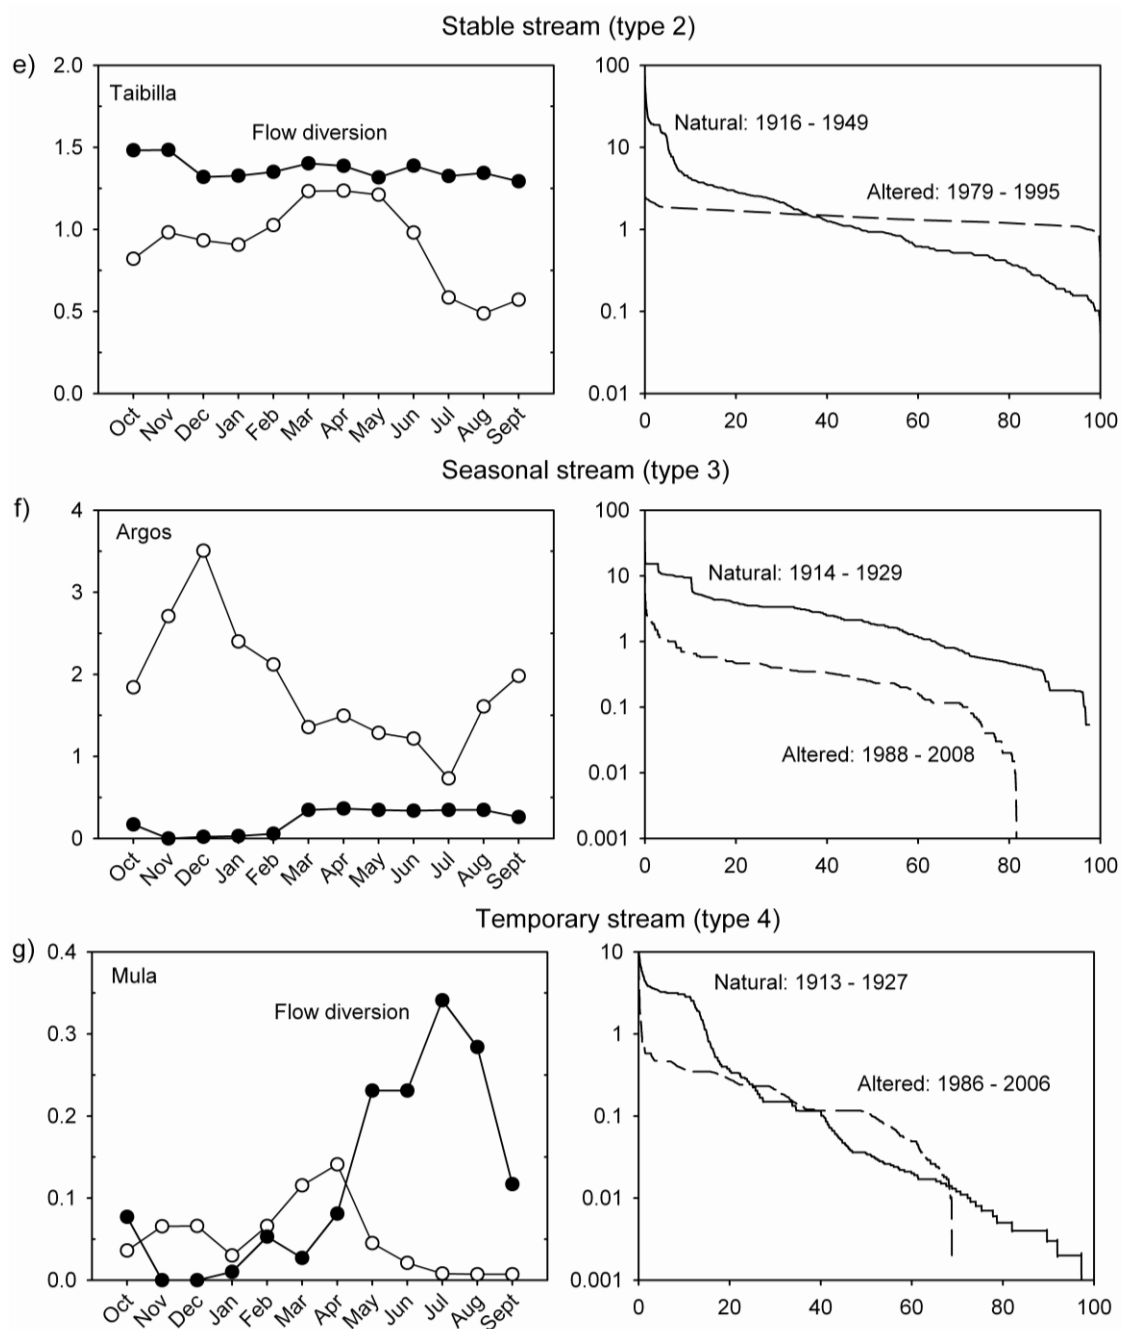 Stable stream (type 2)
e)
Taibilla
Flow diversion
2.0
1.5
1.0
0.5
0.0
Oct Nov Dec Jan Feb Mar Apr May Jun Jul Aug Sept
Natural: 1916 - 1949
Altered: 1979 - 1995
100
10
1
0.1
0.01
0 20 40 60 80 100
Seasonal stream (type 3)
f)
Argos
4
3
2
1
0
Oct Nov Dec Jan Feb Mar Apr May Jun Jul Aug Sept
Natural: 1914 - 1929
Altered: 1988 - 2008
100
10
1
0.1
0.01
0.001
0 20 40 60 80 100
Temporary stream (type 4)
g)
Mula
Flow diversion
0.4
0.3
0.2
0.1
0.0
Oct Nov Dec Jan Feb Mar Apr May Jun Jul Aug Sept
Natural: 1913 - 1927
Altered: 1986 - 2006
10
1
0.1
0.01
0.001
0 20 40 60 80 100